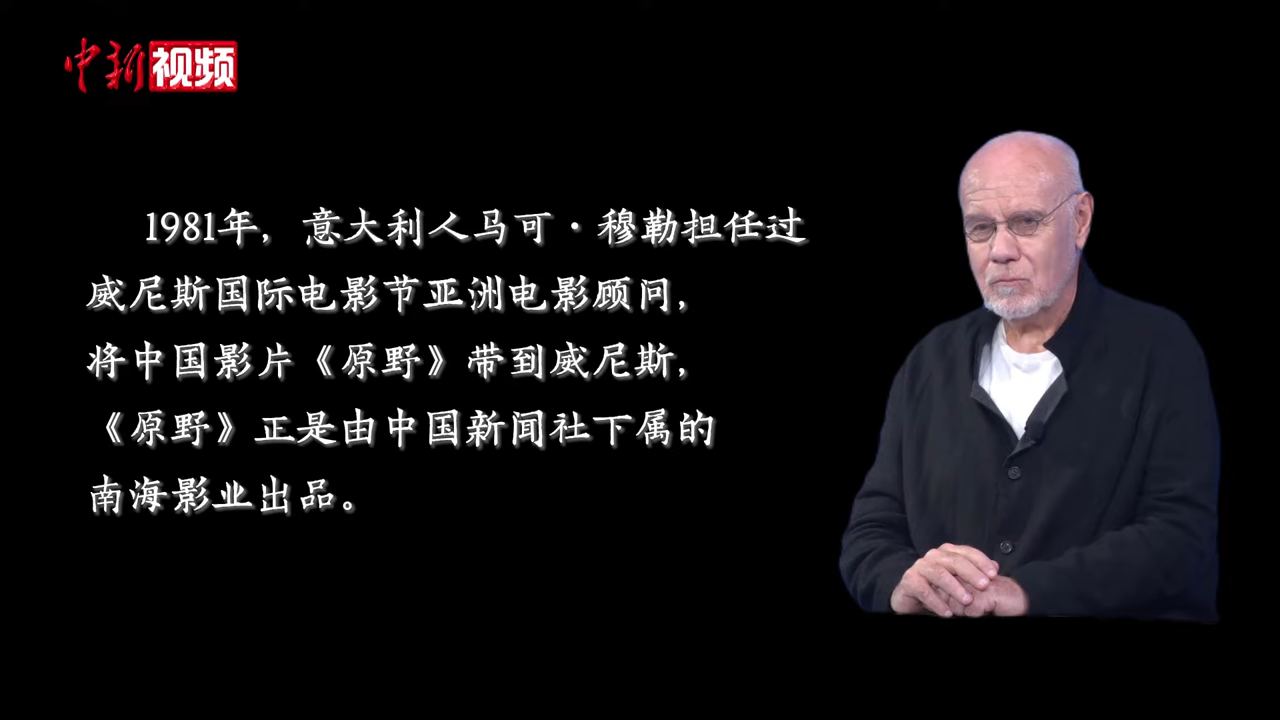 中新视频
1981年，意大利人马可·穆勒担任过
威尼斯国际电影节亚洲电影顾问，
将中国影片《原野》带到威尼斯，
《原野》正是由中国新闻社下属的
南海影业出品。